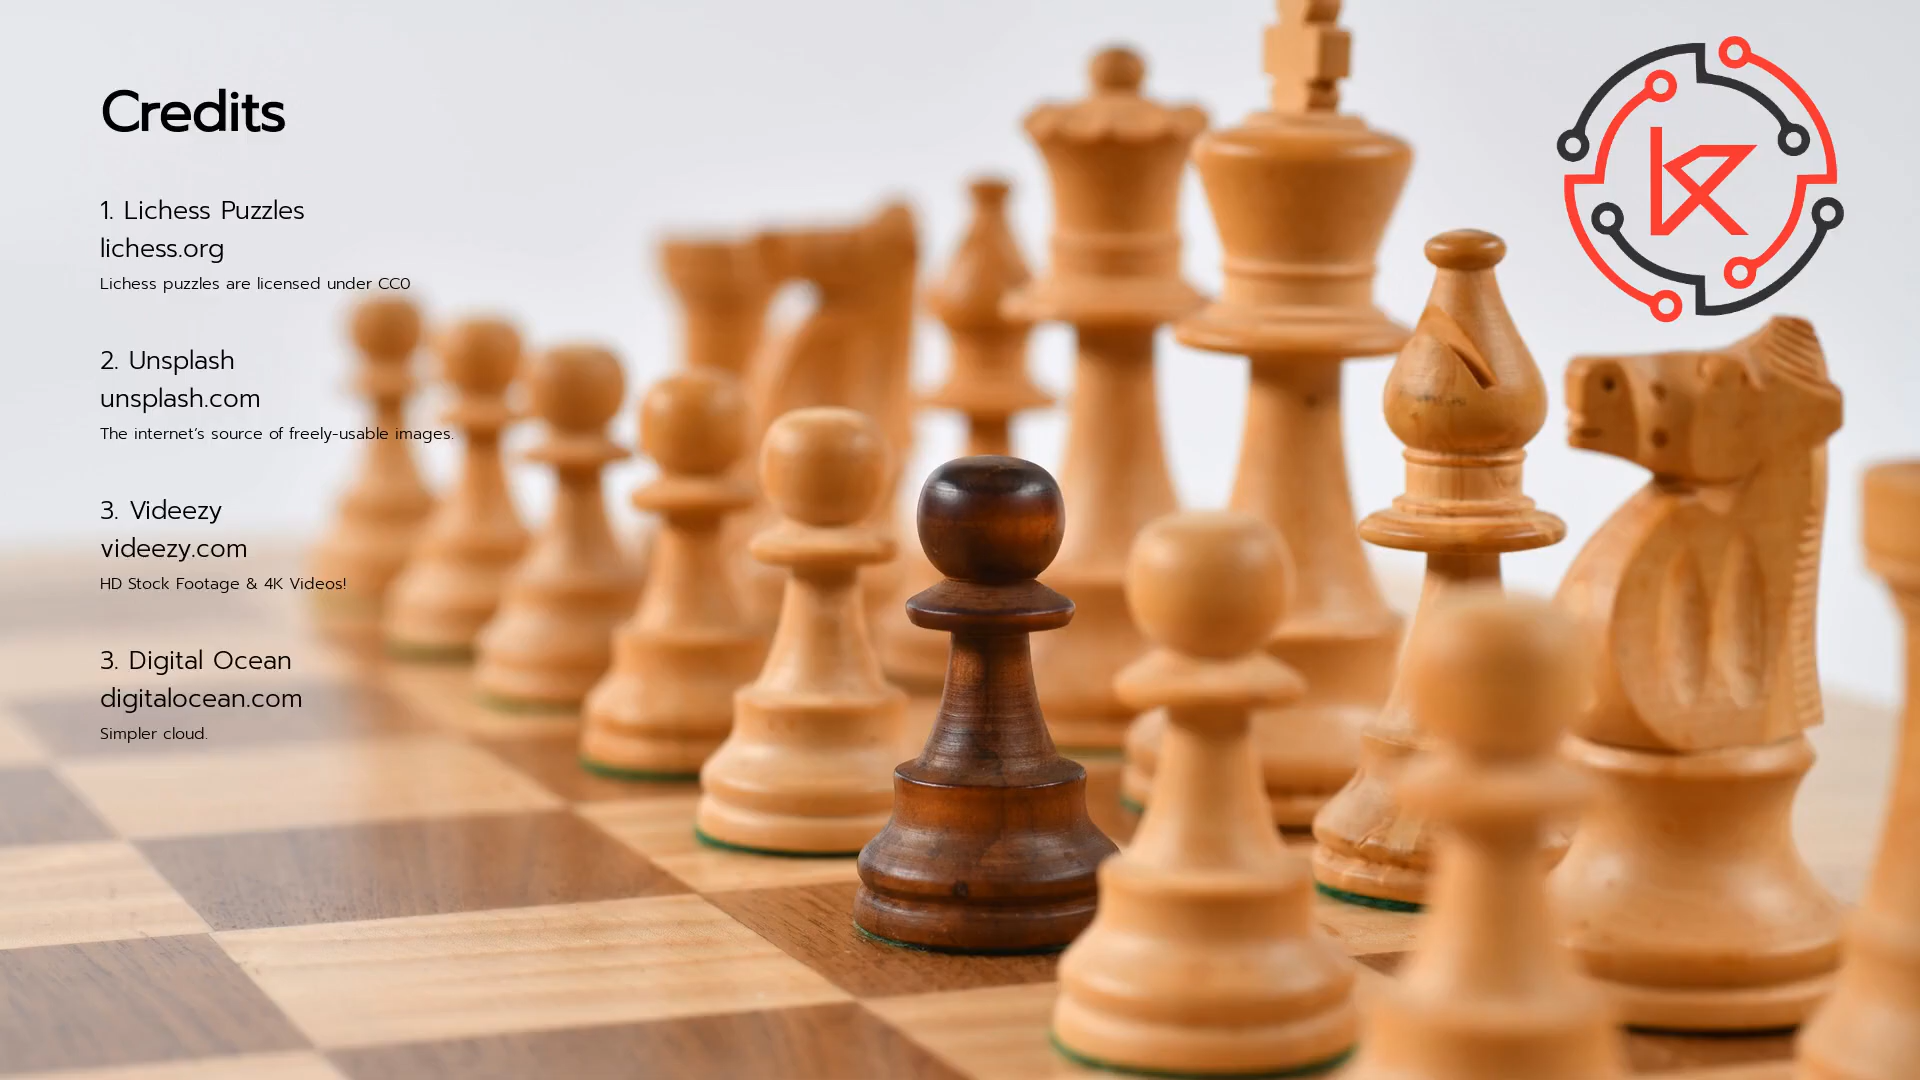 Credits
1. Lichess Puzzles
lichess.org
Lichess puzzles are licensed under CC0
2. Unsplash
unsplash.com
The internet's source of freely-usable images.
3. Videezy
videezy.com
HD Stock Footage & 4K Videos!
3. Digital Ocean
digitalocean.com
Simpler cloud.